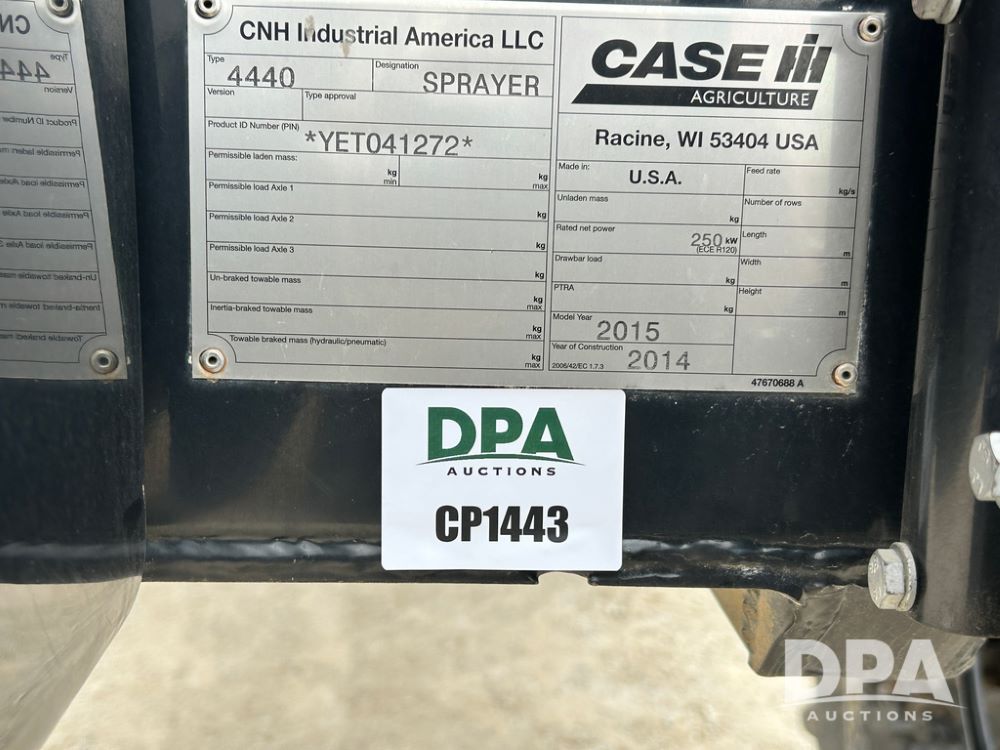 CNH Industrial America LLC
Type
4440
Designation
SPRAYER
Version
Type approval
Product ID Number (PIN)
*YET041272*
Permissible laden mass:
kg
min
kg
max
Permissible load Axle 1
kg
Permissible load Axle 2
kg
Permissible load Axle 3
kg
Un-braked towable mass
kg
Inertia-braked towable mass
kg
max
Towable braked mass (hydraulic/pneumatic)
kg
max
kg
max
CASE IH
AGRICULTURE
Racine, WI 53404 USA
Made in:
U.S.A.
Feed rate
kg/s
Unladen mass
kg
Number of rows
Rated net power
250 kW
(ECE R120)
Length
m
Drawbar load
kg
Width
m
PTRA
kg
Height
m
Model Year
2015
Year of Construction
2014
2006/42/EC 1.7.3
47670688 A
DPA
AUCTIONS
CP1443
DPA
AUCTIONS